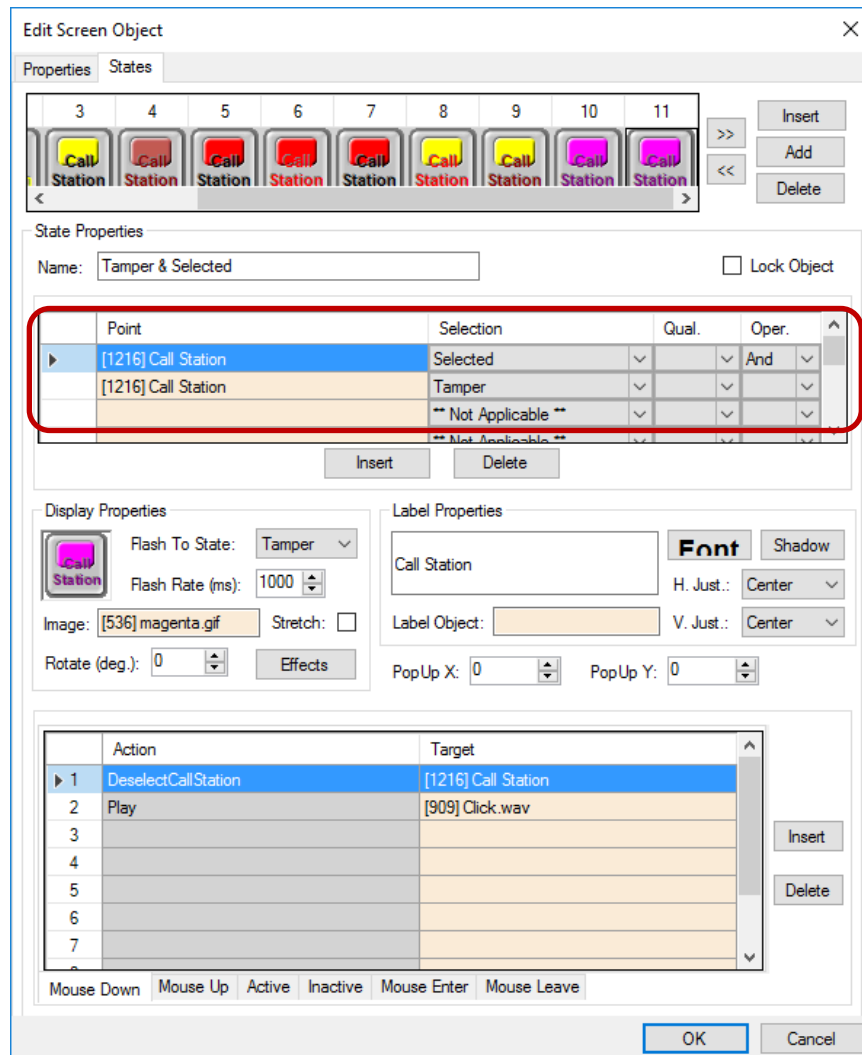 Edit Screen Object
Properties States
3 4 5 6 7 8 9 10 11
Call Call Call Call Call Call Call Call Call
Station Station Station Station Station Station Station Station Station
>>
<<
Insert
Add
Delete
State Properties
Name: Tamper & Selected Lock Object
Point Selection Qual. Oper.
[1216] Call Station Selected And
[1216] Call Station Tamper
** Not Applicable **
** Not Applicable **
Insert Delete
Display Properties
Call
Station
Flash To State: Tamper
Flash Rate (ms): 1000
Image: [536] magenta.gif Stretch:
Rotate (deg.): 0 Effects
Label Properties
Call Station
Font Shadow
H. Just.: Center
Label Object: V. Just.: Center
PopUp X: 0 PopUp Y: 0
Action Target
1 DeselectCallStation [1216] Call Station
2 Play [909] Click.wav
3
4
5
6
7
Insert
Delete
Mouse Down Mouse Up Active Inactive Mouse Enter Mouse Leave
OK Cancel